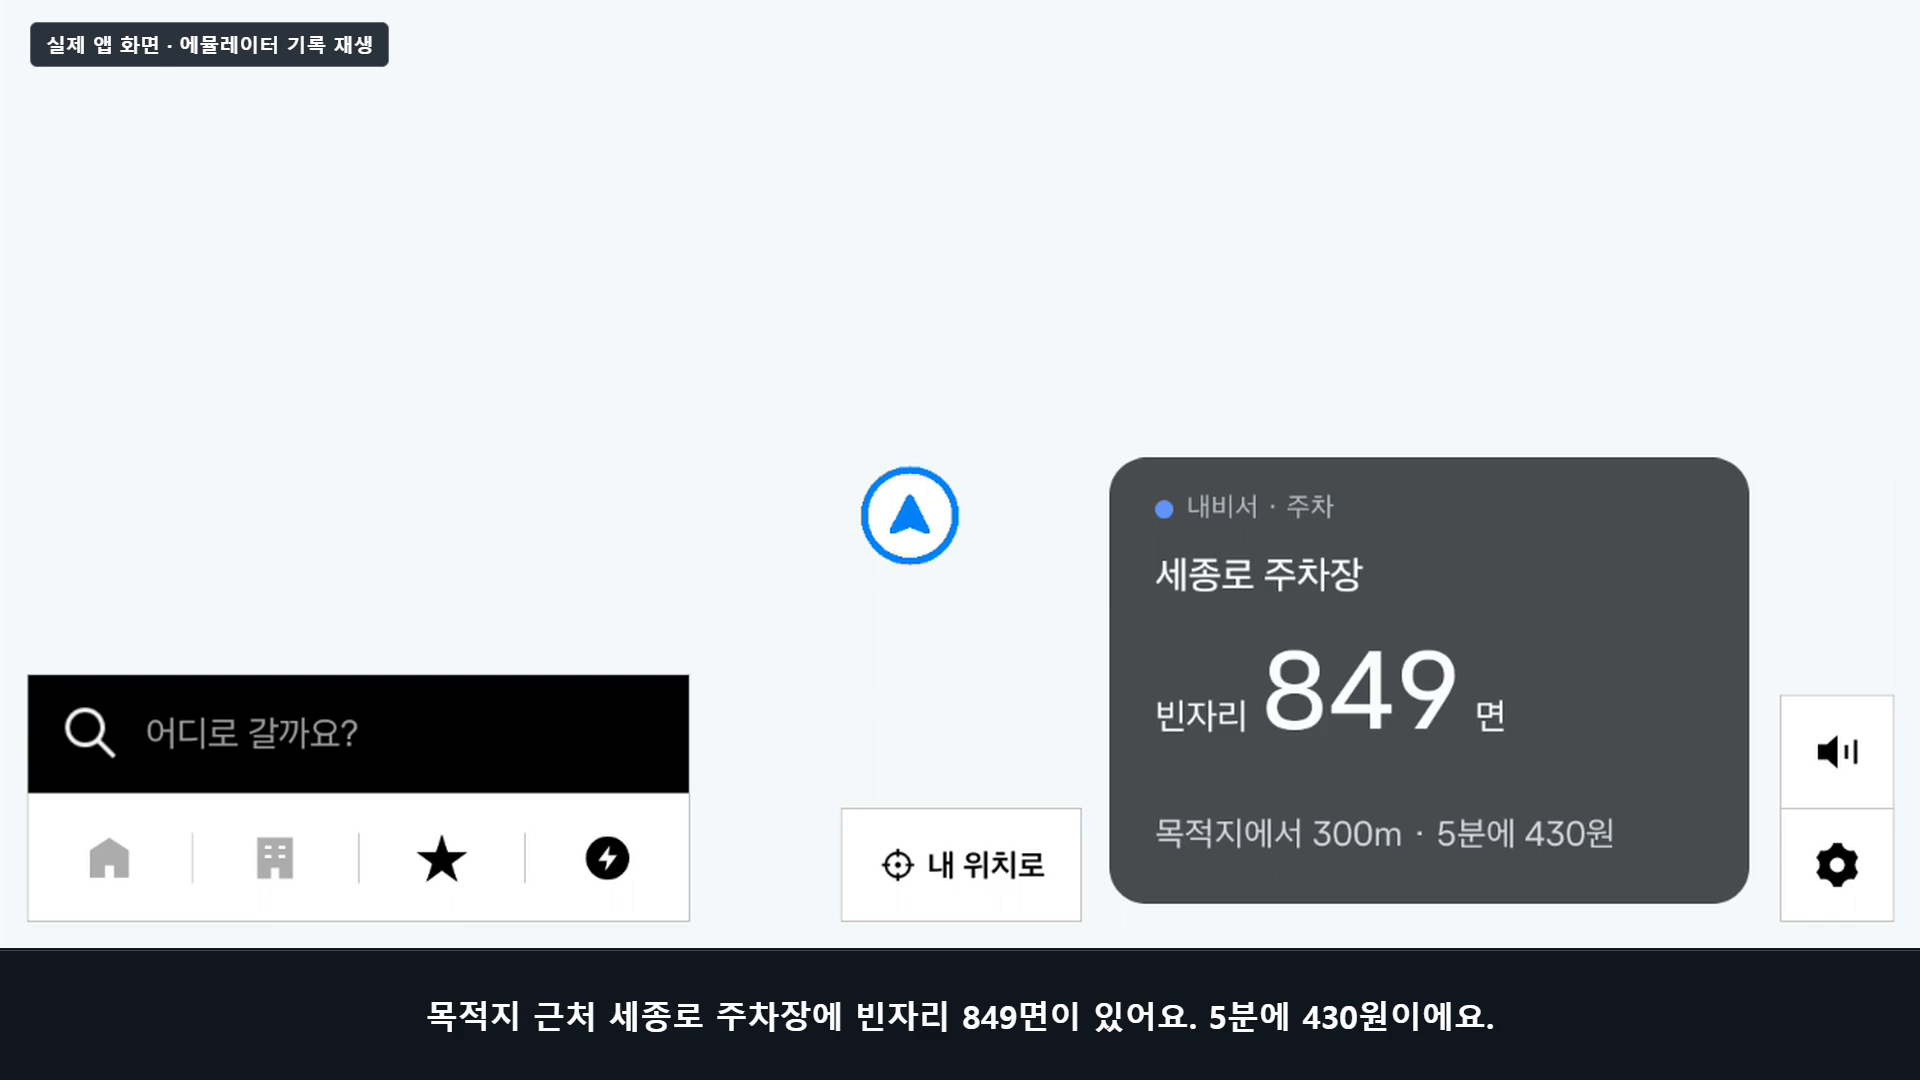 실제 앱 화면 · 에뮬레이터 기록 재생
내비서 · 주차
세종로 주차장
빈자리 849 면
목적지에서 300m · 5분에 430원
어디로 갈까요?
내 위치로
목적지 근처 세종로 주차장에 빈자리 849면이 있어요. 5분에 430원이에요.